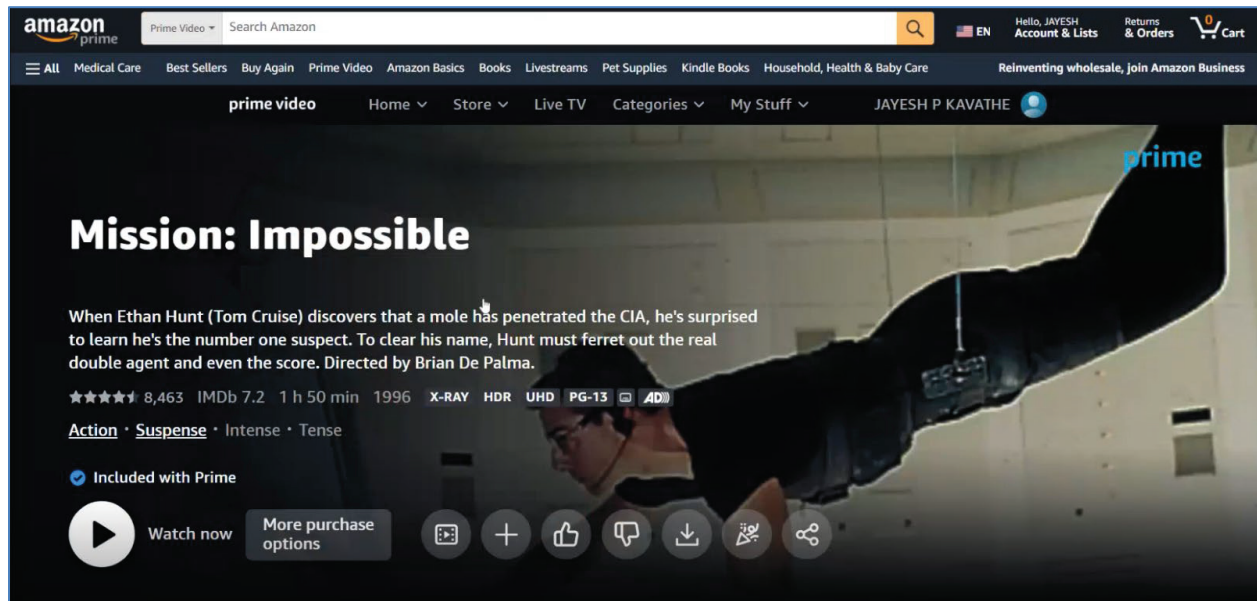 amazon prime
Prime Video
Search Amazon
EN
Hello, JAYESH
Account & Lists
Returns
& Orders
0
Cart
All Medical Care Best Sellers Buy Again Prime Video Amazon Basics Books Livestreams Pet Supplies Kindle Books Household, Health & Baby Care Reinventing wholesale, join Amazon Business
prime video Home Store Live TV Categories My Stuff JAYESH P KAVATHE
prime
Mission: Impossible
When Ethan Hunt (Tom Cruise) discovers that a mole has penetrated the CIA, he's surprised
to learn he's the number one suspect. To clear his name, Hunt must ferret out the real
double agent and even the score. Directed by Brian De Palma.
8,463 IMDb 7.2 1 h 50 min 1996 X-RAY HDR UHD PG-13 AD
Action · Suspense · Intense · Tense
Included with Prime
Watch now
More purchase
options